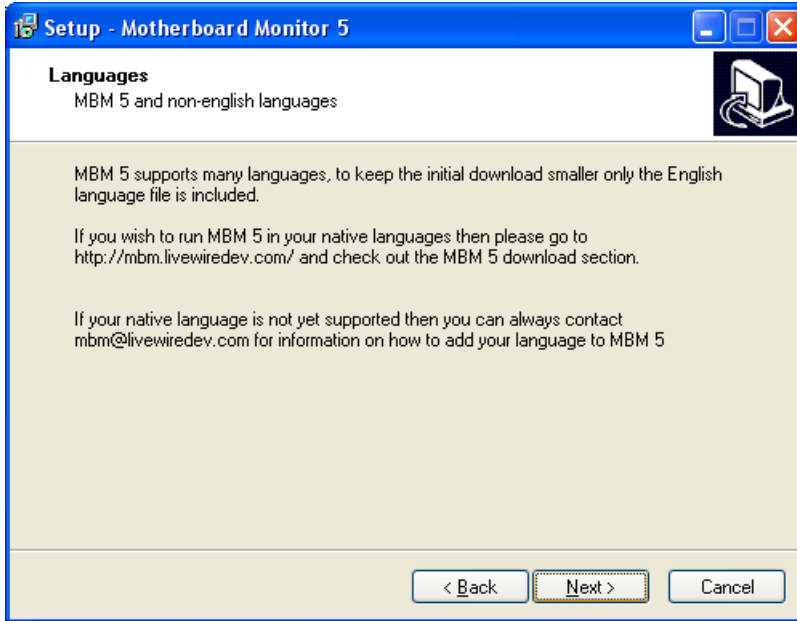 Setup - Motherboard Monitor 5
Languages
MBM 5 and non-english languages
MBM 5 supports many languages, to keep the initial download smaller only the English
language file is included.
If you wish to run MBM 5 in your native languages then please go to
http://mbm.livewiredev.com/ and check out the MBM 5 download section.
If your native language is not yet supported then you can always contact
mbm@livewiredev.com for information on how to add your language to MBM 5
< Back Next > Cancel